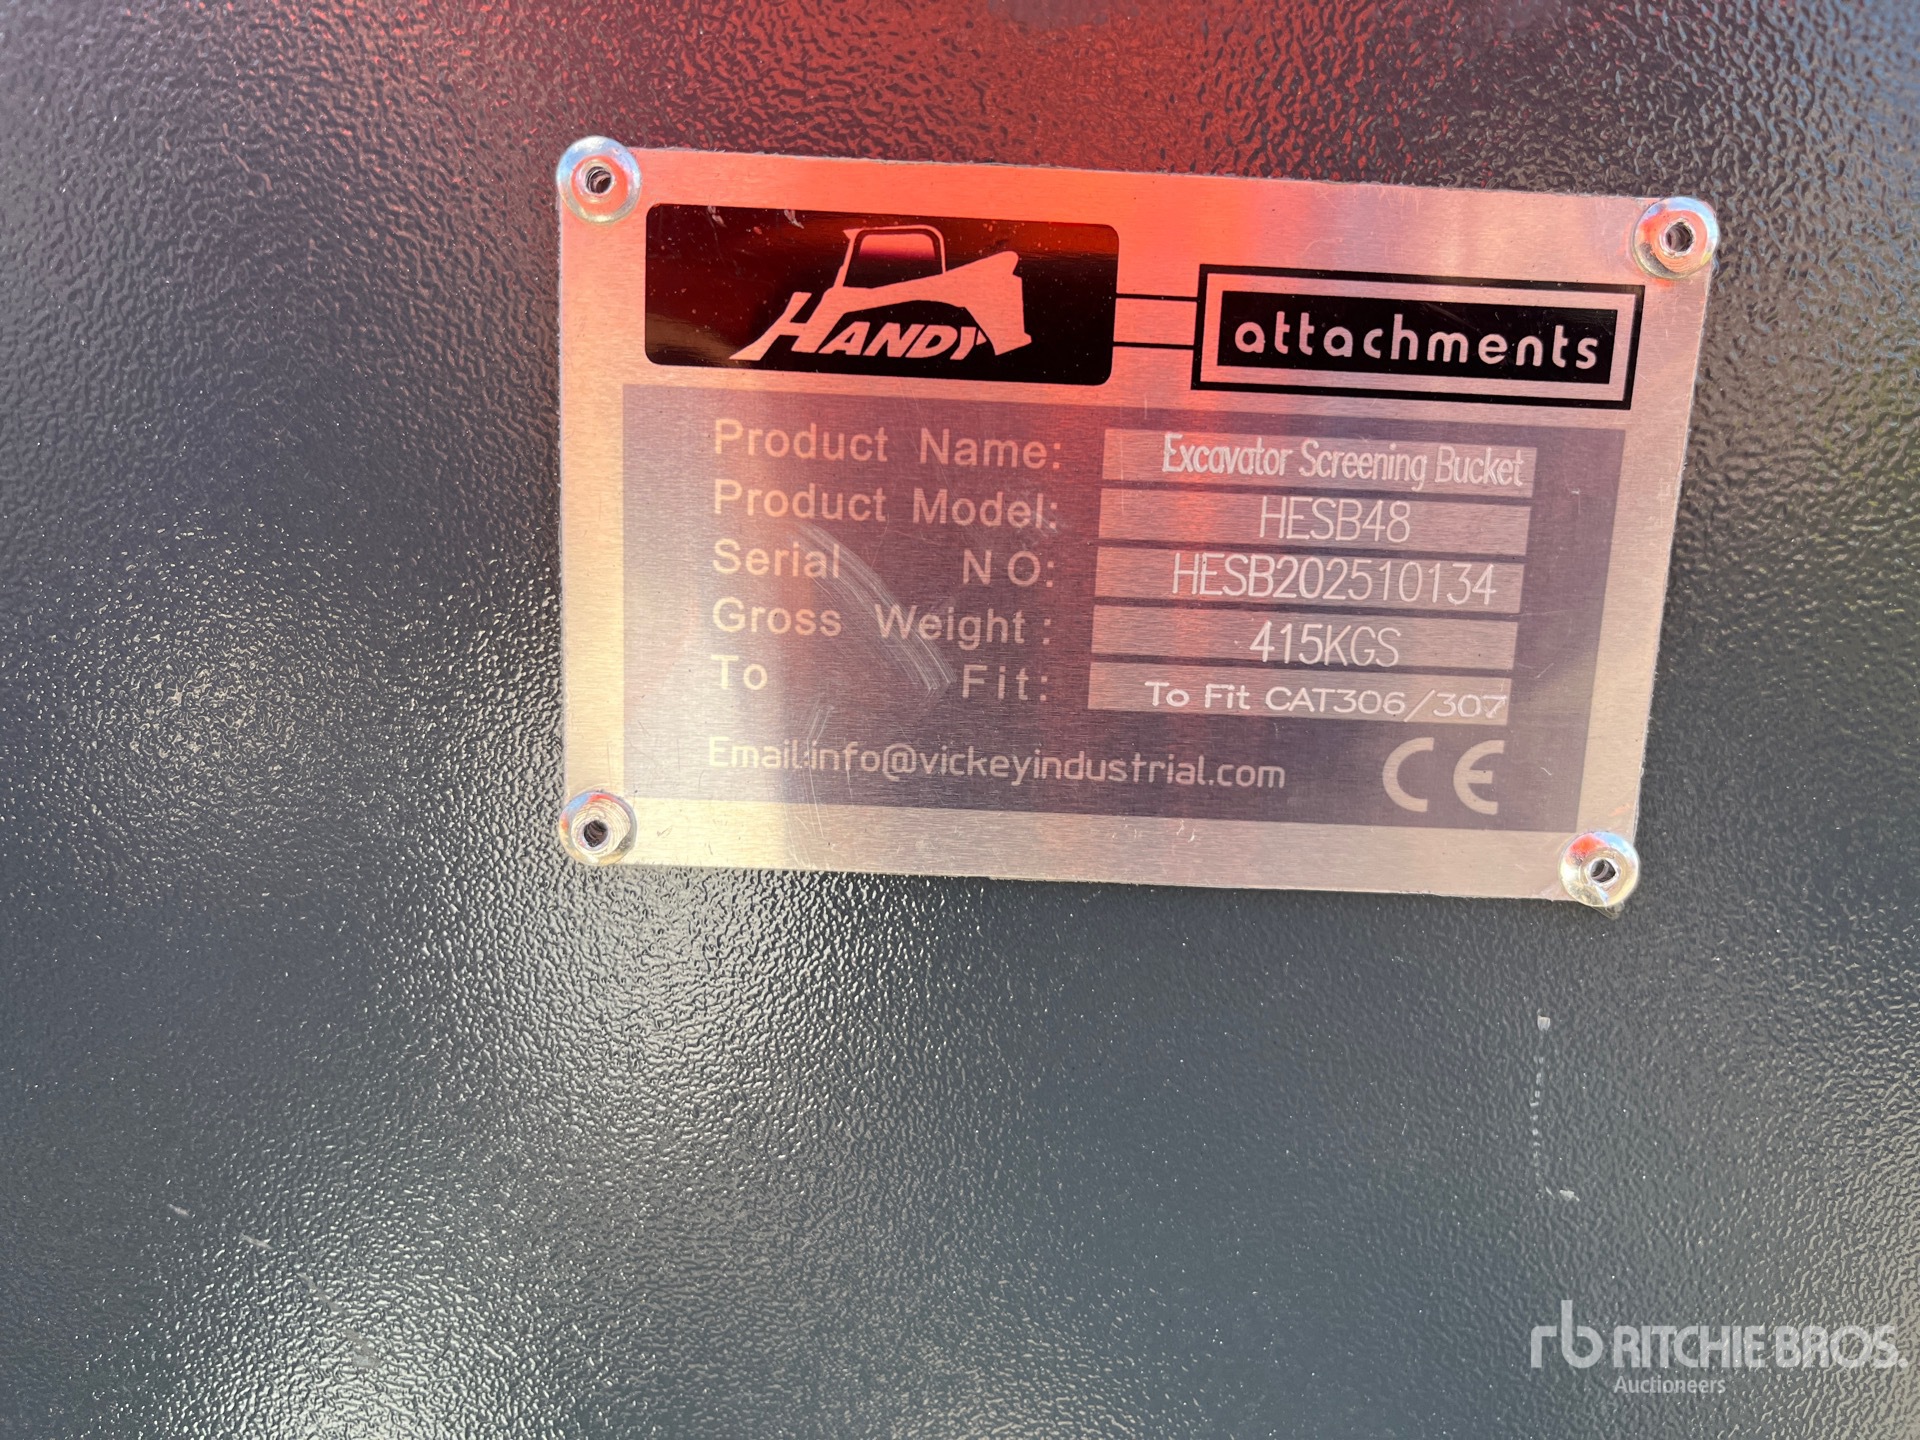 HANDY
attachments
Product Name: Excavator Screening Bucket
Product Model: HESB48
Serial NO: HESB202510134
Gross Weight: 415KGS
To Fit: To Fit CAT306/307
Email:info@vickeyindustrial.com CE
rb RITCHIE BROS.
Auctioneers